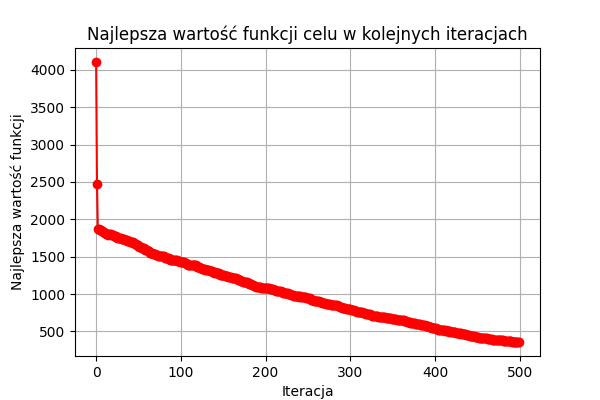 Najlepsza wartość funkcji celu w kolejnych iteracjach
4000
3500
3000
2500
2000
1500
1000
500
Najlepsza wartość funkcji
0 100 200 300 400 500
Iteracja